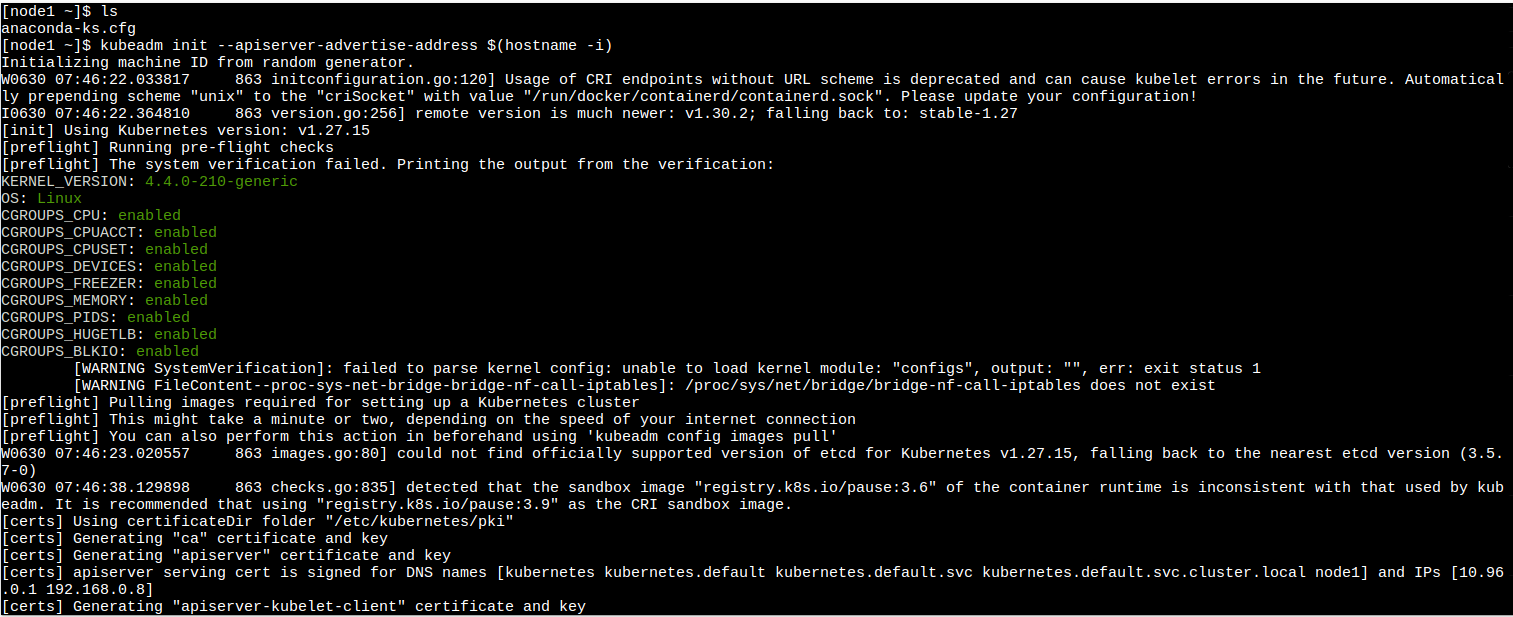 [node1 ~]$ ls
anaconda-ks.cfg
[node1 ~]$ kubeadm init --apiserver-advertise-address $(hostname -i)
Initializing machine ID from random generator.
W0630 07:46:22.033817     863 initconfiguration.go:120] Usage of CRI endpoints without URL scheme is deprecated and can cause kubelet errors in the future. Automatical
ly prepending scheme "unix" to the "criSocket" with value "/run/docker/containerd/containerd.sock". Please update your configuration!
I0630 07:46:22.364810     863 version.go:256] remote version is much newer: v1.30.2; falling back to: stable-1.27
[init] Using Kubernetes version: v1.27.15
[preflight] Running pre-flight checks
[preflight] The system verification failed. Printing the output from the verification:
KERNEL_VERSION: 4.4.0-210-generic
OS: Linux
CGROUPS_CPU: enabled
CGROUPS_CPUACCT: enabled
CGROUPS_CPUSET: enabled
CGROUPS_DEVICES: enabled
CGROUPS_FREEZER: enabled
CGROUPS_MEMORY: enabled
CGROUPS_PIDS: enabled
CGROUPS_HUGETLB: enabled
CGROUPS_BLKIO: enabled
        [WARNING SystemVerification]: failed to parse kernel config: unable to load kernel module: "configs", output: "", err: exit status 1
        [WARNING FileContent--proc-sys-net-bridge-bridge-nf-call-iptables]: /proc/sys/net/bridge/bridge-nf-call-iptables does not exist
[preflight] Pulling images required for setting up a Kubernetes cluster
[preflight] This might take a minute or two, depending on the speed of your internet connection
[preflight] You can also perform this action in beforehand using 'kubeadm config images pull'
W0630 07:46:23.020557     863 images.go:80] could not find officially supported version of etcd for Kubernetes v1.27.15, falling back to the nearest etcd version (3.5.
7-0)
W0630 07:46:38.129898     863 checks.go:835] detected that the sandbox image "registry.k8s.io/pause:3.6" of the container runtime is inconsistent with that used by kub
eadm. It is recommended that using "registry.k8s.io/pause:3.9" as the CRI sandbox image.
[certs] Using certificateDir folder "/etc/kubernetes/pki"
[certs] Generating "ca" certificate and key
[certs] Generating "apiserver" certificate and key
[certs] apiserver serving cert is signed for DNS names [kubernetes kubernetes.default kubernetes.default.svc kubernetes.default.svc.cluster.local node1] and IPs [10.96
.0.1 192.168.0.8]
[certs] Generating "apiserver-kubelet-client" certificate and key